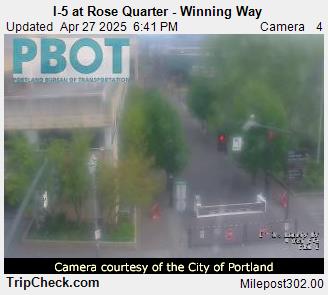 I-5 at Rose Quarter - Winning Way
Updated Apr 27 2025 6:41 PM Camera 4
PBOT
PORTLAND BUREAU OF TRANSPORTATION
Camera courtesy of the City of Portland
TripCheck.com Milepost302.00